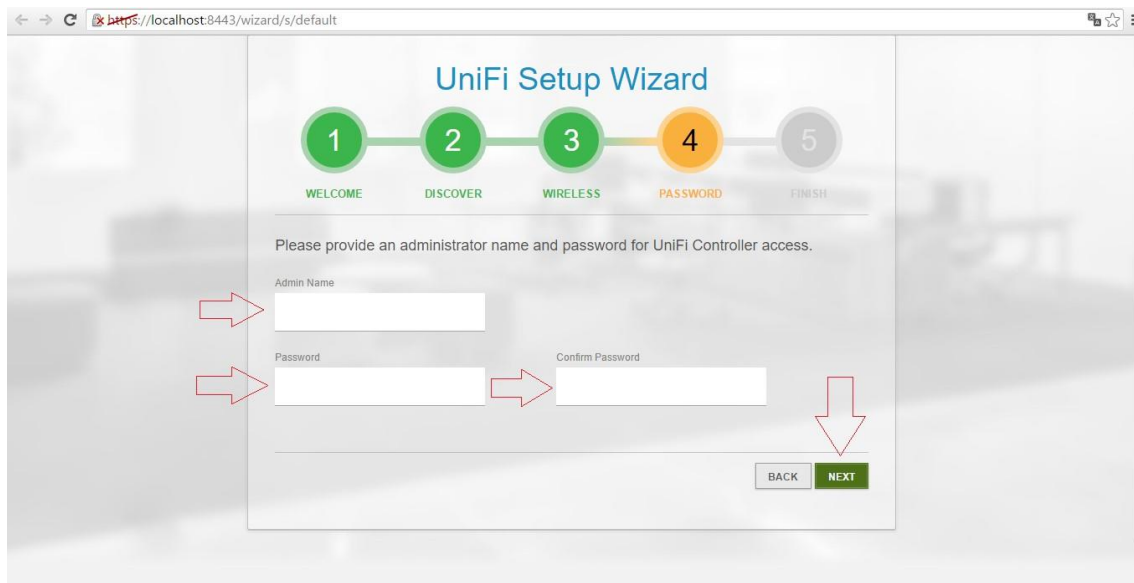 https://localhost:8443/wizard/s/default
UniFi Setup Wizard
1 2 3 4 5
WELCOME DISCOVER WIRELESS PASSWORD FINISH
Please provide an administrator name and password for UniFi Controller access.
Admin Name
Password Confirm Password
BACK NEXT